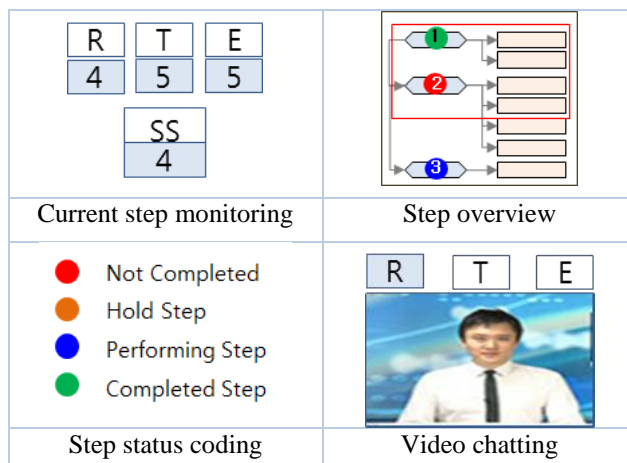 R T E
4 5 5
SS
4
Current step monitoring
1
2
3
Step overview
Not Completed
Hold Step
Performing Step
Completed Step
Step status coding
R T E
Video chatting